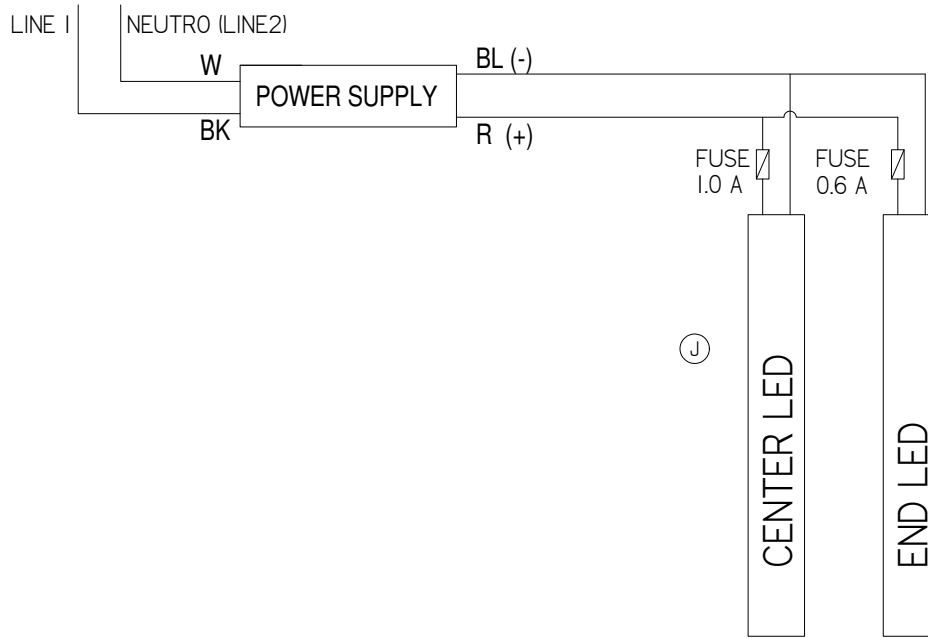 LINE 1
NEUTRO (LINE2)
W
POWER SUPPLY
BK
BL (-)
R (+)
FUSE
1.0 A
FUSE
0.6 A
J
CENTER LED
END LED